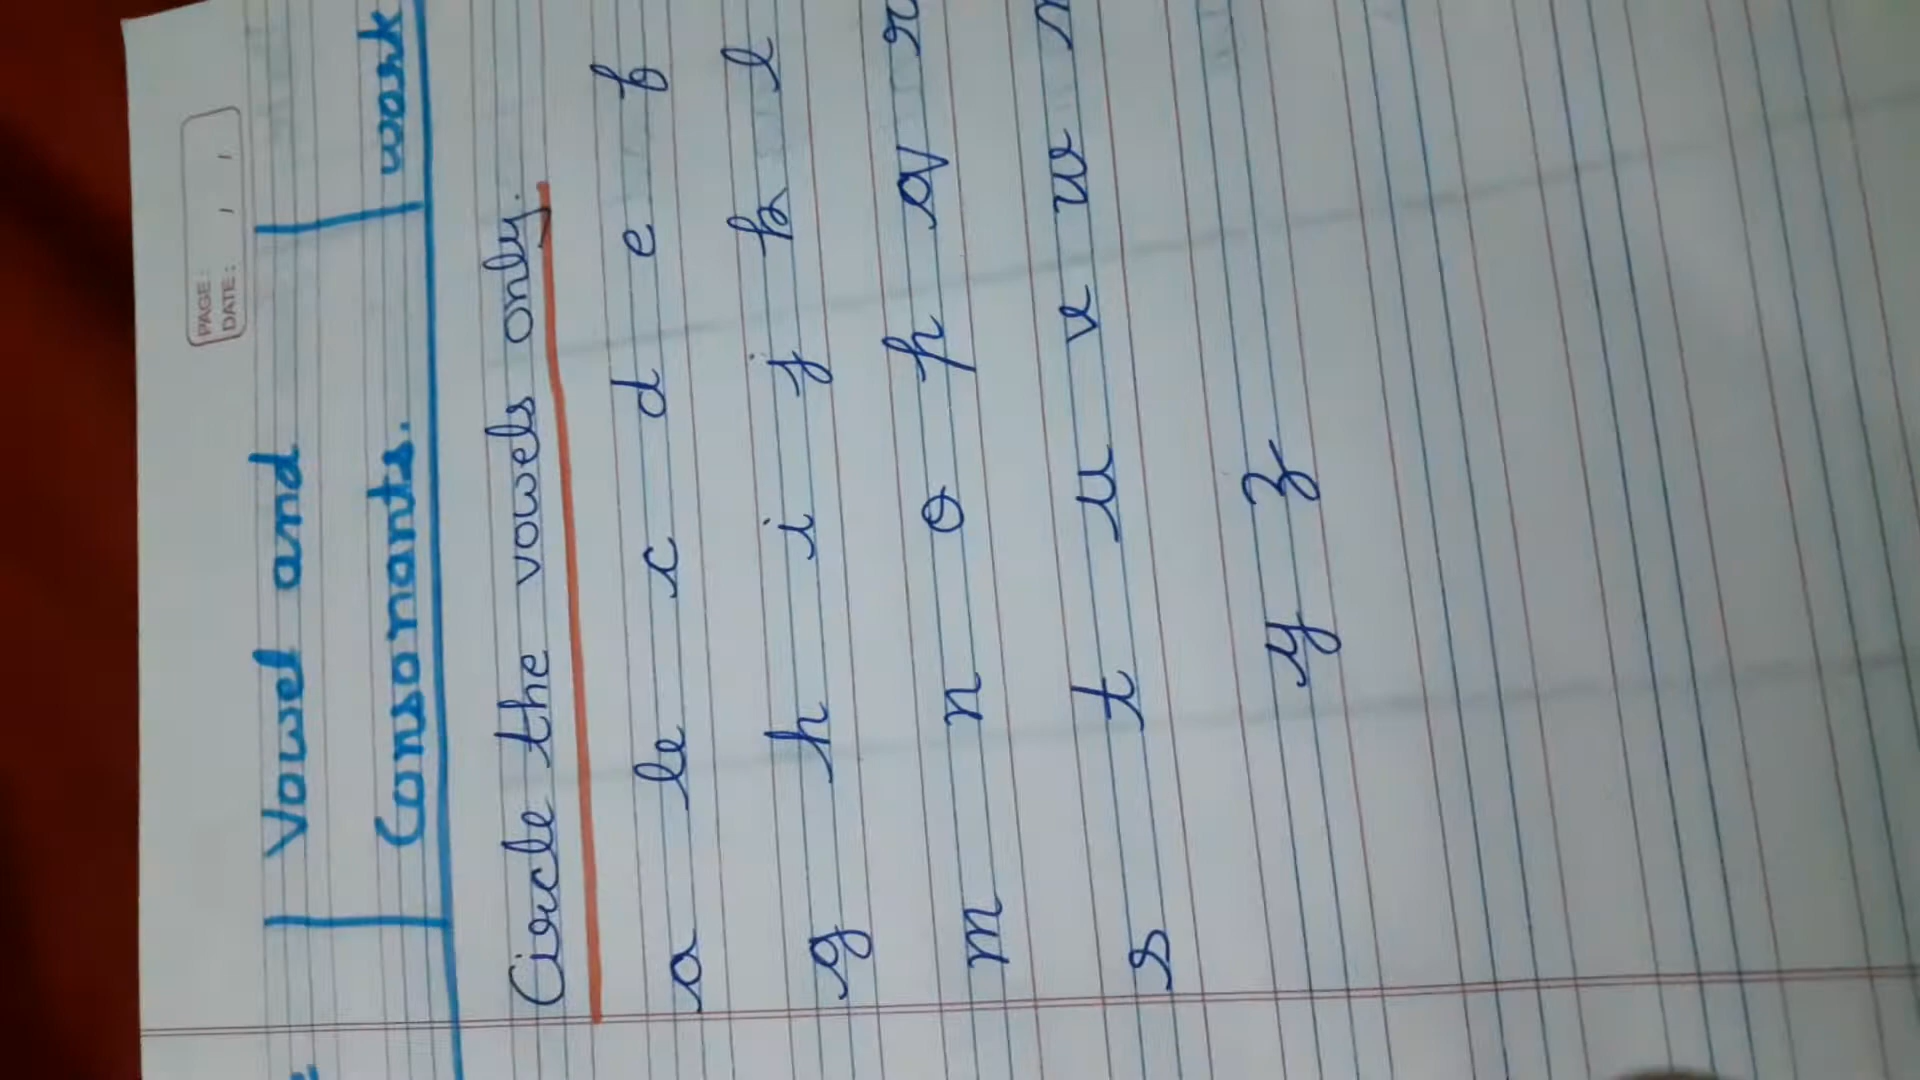 PAGE:
DATE: / /
Vowel and
Consonants. work
Circle the vowels only.
a b c d e f
g h i j k l
m n o p q r
s t u v w
y z